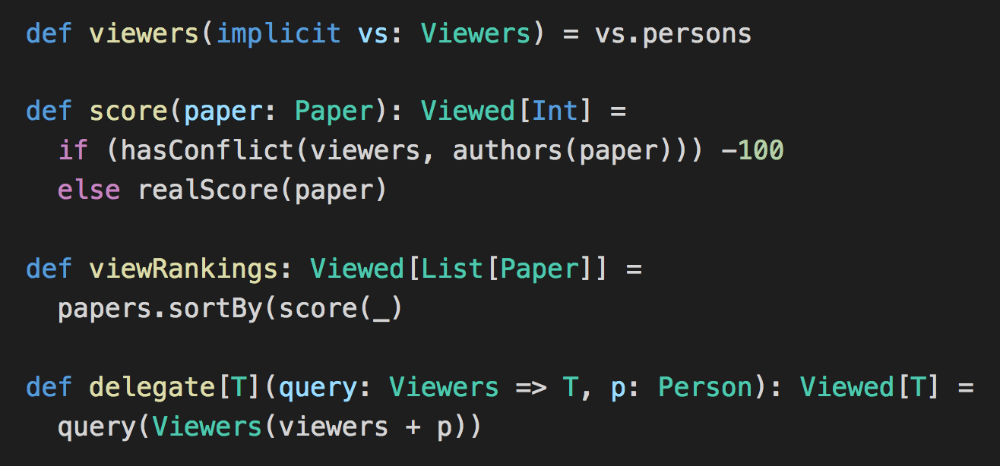 def viewers(implicit vs: Viewers) = vs.persons
def score(paper: Paper): Viewed[Int] =
if (hasConflict(viewers, authors(paper))) -100
else realScore(paper)
def viewRankings: Viewed[List[Paper]] =
papers.sortBy(score(_)
def delegate[T](query: Viewers => T, p: Person): Viewed[T] =
query(Viewers(viewers + p))